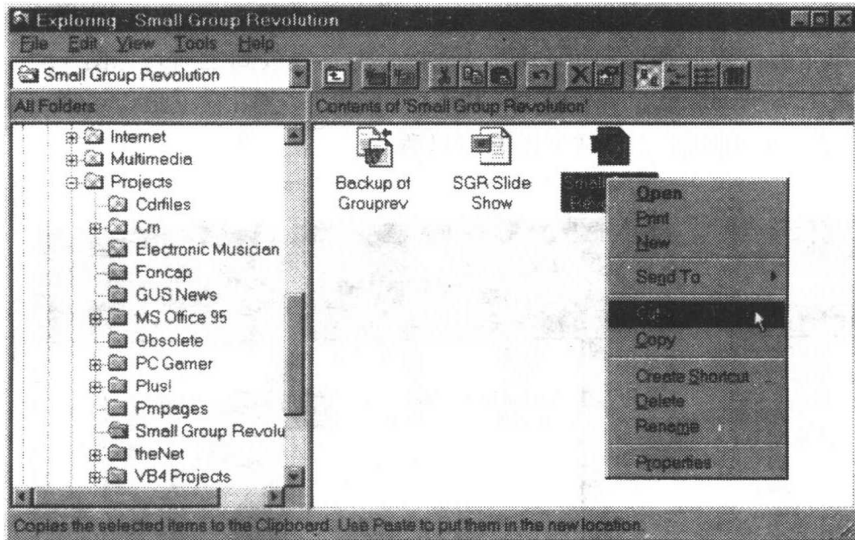 Exploring - Small Group Revolution
File Edit View Tools Help
Small Group Revolution
All Folders
Contents of 'Small Group Revolution'
Internet
Multimedia
Projects
Cdrfiles
Crn
Electronic Musician
Foncap
GUS News
MS Office 95
Obsolete
PC Gamer
Plus!
Pmpages
Small Group Revolu
theNet
VB4 Projects
Backup of
Grouprev
SGR Slide
Show
Small
Open
Print
New
Send To
Cut
Copy
Create Shortcut
Delete
Rename
Properties
Copies the selected items to the Clipboard. Use Paste to put them in the new location.